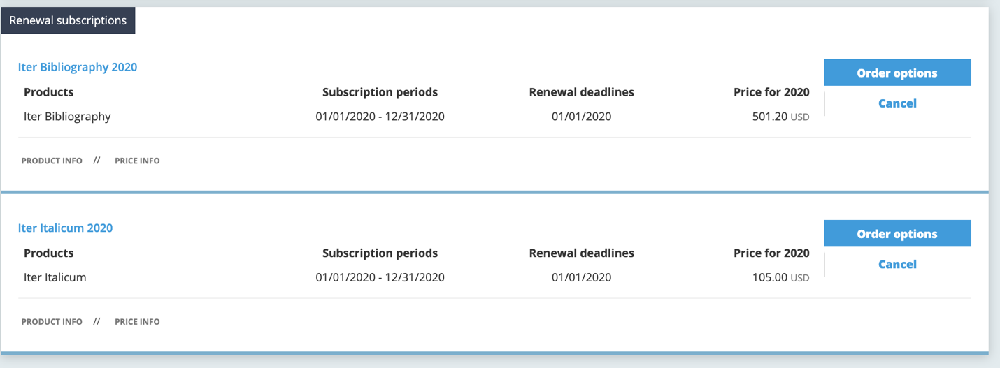 Renewal subscriptions
Iter Bibliography 2020
Order options
Products Subscription periods Renewal deadlines Price for 2020
Cancel
Iter Bibliography 01/01/2020 - 12/31/2020 01/01/2020 501.20 USD
PRODUCT INFO // PRICE INFO
Iter Italicum 2020
Order options
Products Subscription periods Renewal deadlines Price for 2020
Cancel
Iter Italicum 01/01/2020 - 12/31/2020 01/01/2020 105.00 USD
PRODUCT INFO // PRICE INFO